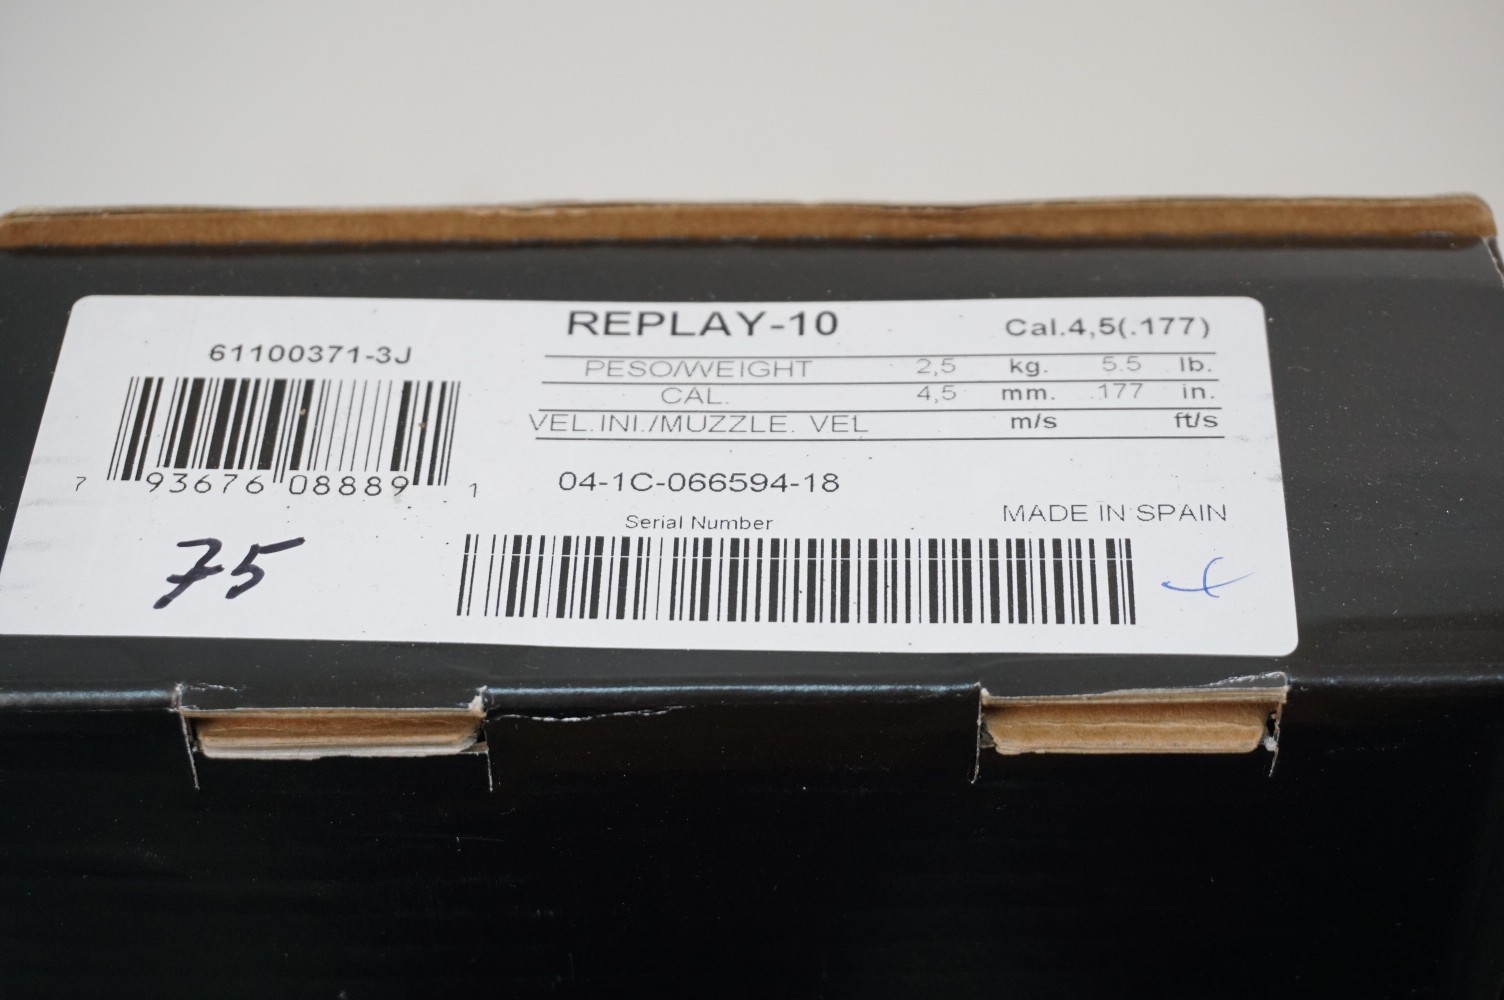 REPLAY-10 Cal.4,5(.177)
61100371-3J
PESO/WEIGHT 2,5 kg. 5.5 lb.
CAL. 4,5 mm. .177 in.
VEL.INI./MUZZLE. VEL m/s ft/s
7 93676 08889 1
04-1C-066594-18
Serial Number
MADE IN SPAIN
75